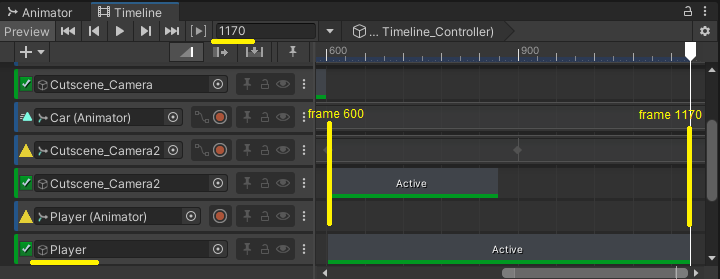 Animator Timeline
Preview 1170 ... Timeline_Controller)
600 900
Cutscene_Camera
Car (Animator)
frame 600 frame 1170
Cutscene_Camera2
Cutscene_Camera2 Active
Player (Animator)
Player Active